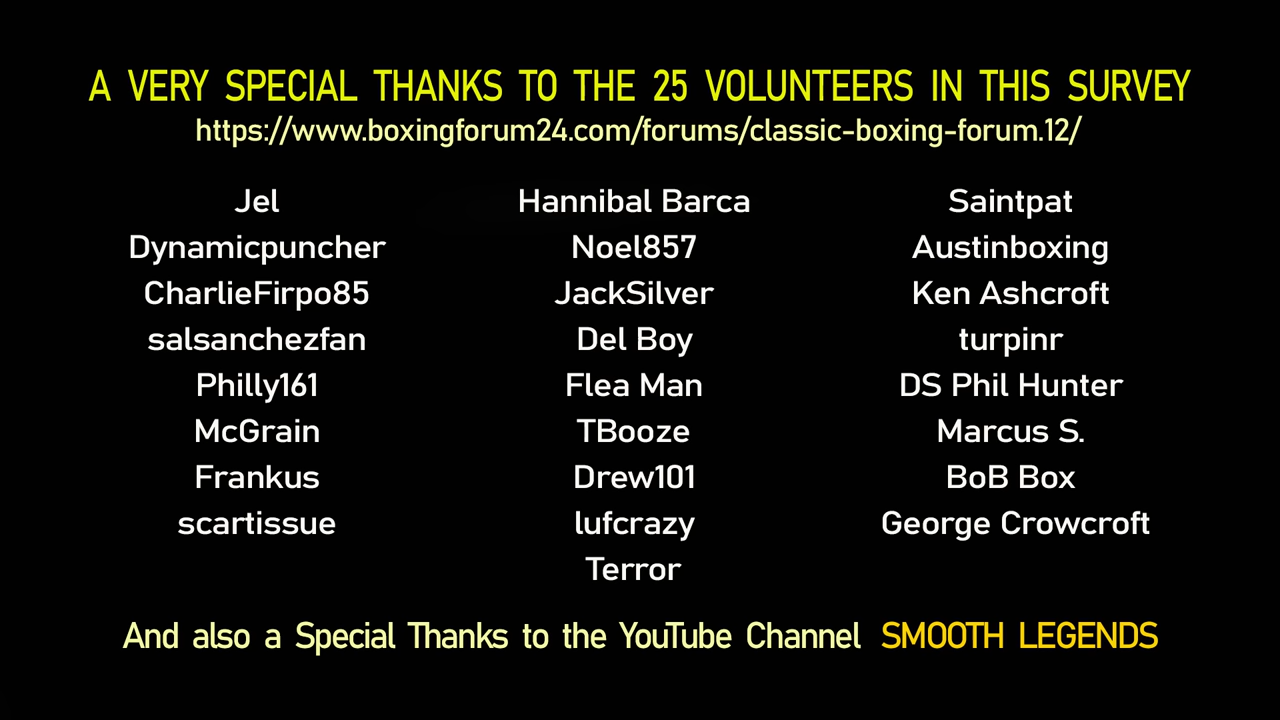 A VERY SPECIAL THANKS TO THE 25 VOLUNTEERS IN THIS SURVEY
https://www.boxingforum24.com/forums/classic-boxing-forum.12/
Jel
Dynamicpuncher
CharlieFirpo85
salsanchezfan
Philly161
McGrain
Frankus
scartissue
Hannibal Barca
Noel857
JackSilver
Del Boy
Flea Man
TBooze
Drew101
lufcrazy
Terror
Saintpat
Austinboxing
Ken Ashcroft
turpinr
DS Phil Hunter
Marcus S.
BoB Box
George Crowcroft
And also a Special Thanks to the YouTube Channel SMOOTH LEGENDS